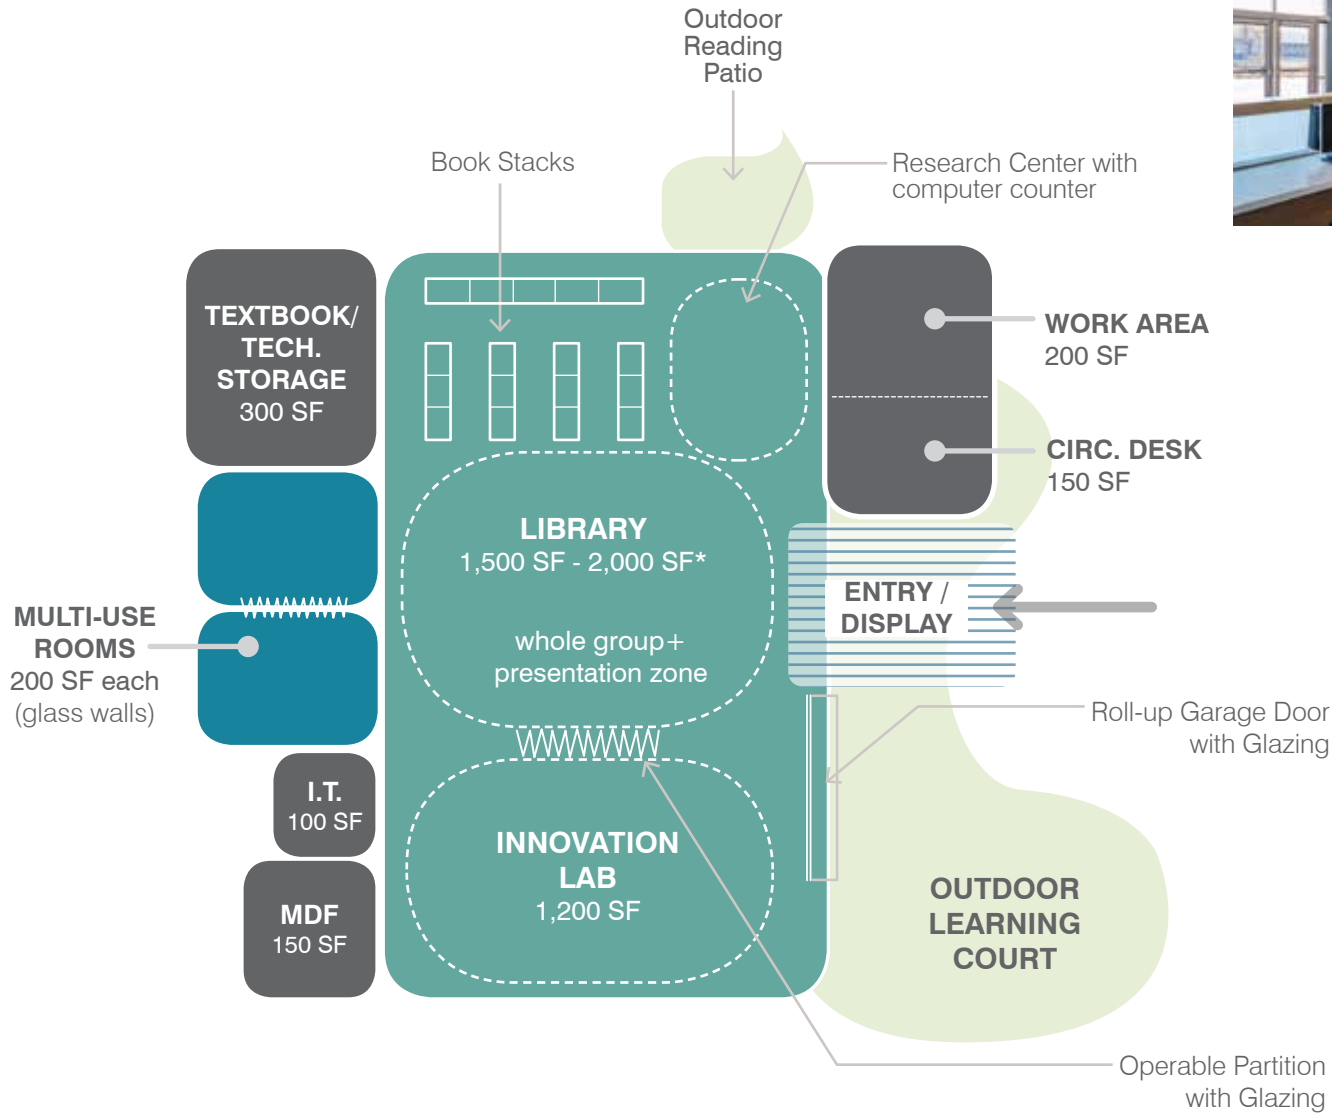 Outdoor
Reading
Patio
Book Stacks
Research Center with
computer counter
TEXTBOOK/
TECH.
STORAGE
300 SF
WORK AREA
200 SF
CIRC. DESK
150 SF
LIBRARY
1,500 SF - 2,000 SF*
whole group+
presentation zone
ENTRY /
DISPLAY
MULTI-USE
ROOMS
200 SF each
(glass walls)
Roll-up Garage Door
with Glazing
I.T.
100 SF
INNOVATION
LAB
1,200 SF
MDF
150 SF
OUTDOOR
LEARNING
COURT
Operable Partition
with Glazing